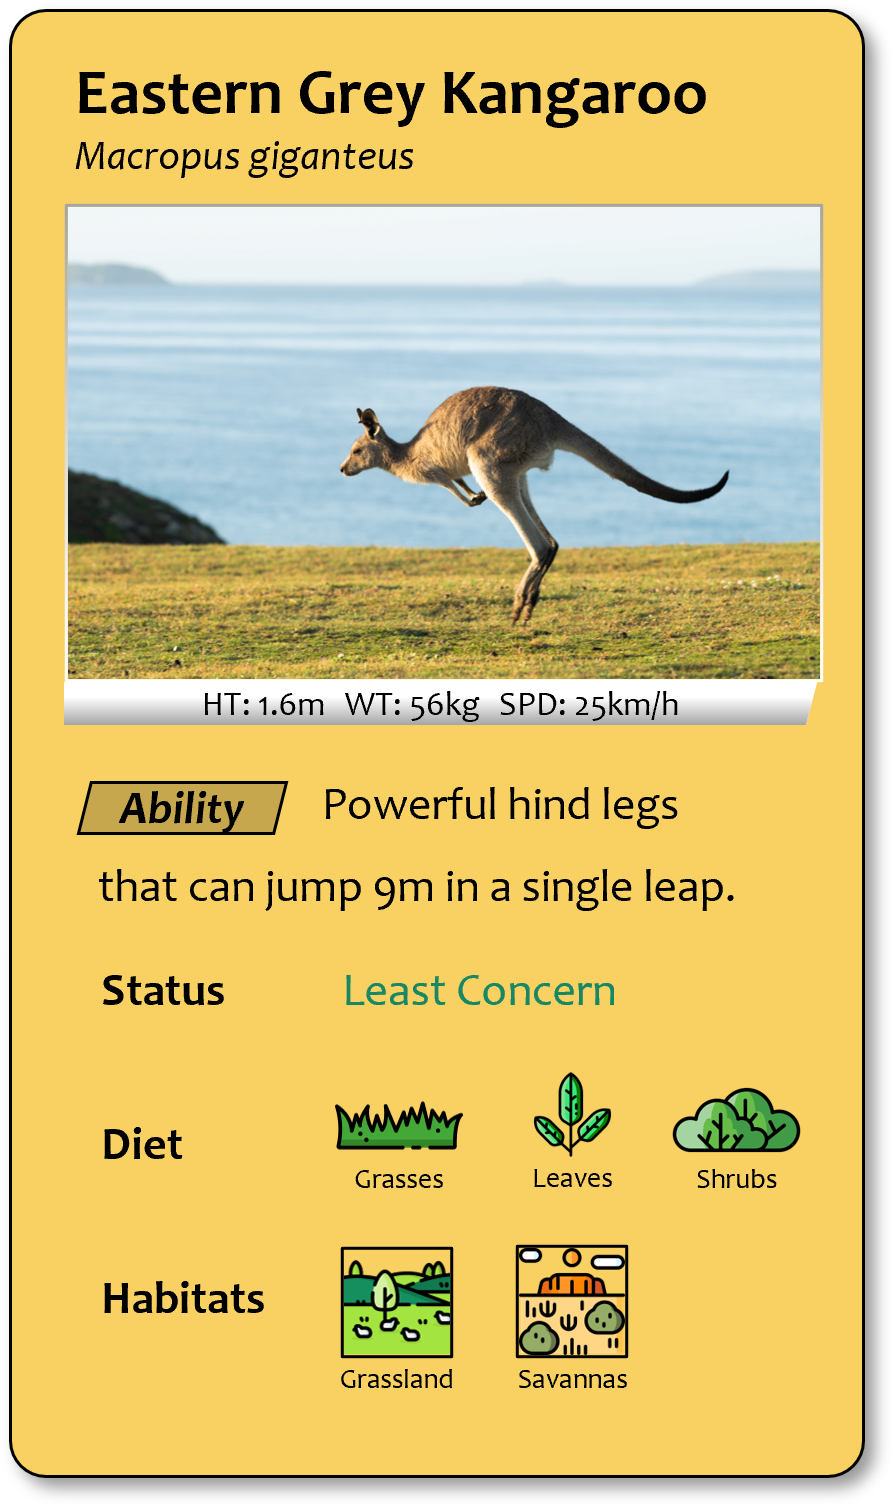 Eastern Grey Kangaroo
Macropus giganteus
HT: 1.6m WT: 56kg SPD: 25km/h
Ability Powerful hind legs
that can jump 9m in a single leap.
Status Least Concern
Diet
Grasses Leaves Shrubs
Habitats
Grassland Savannas